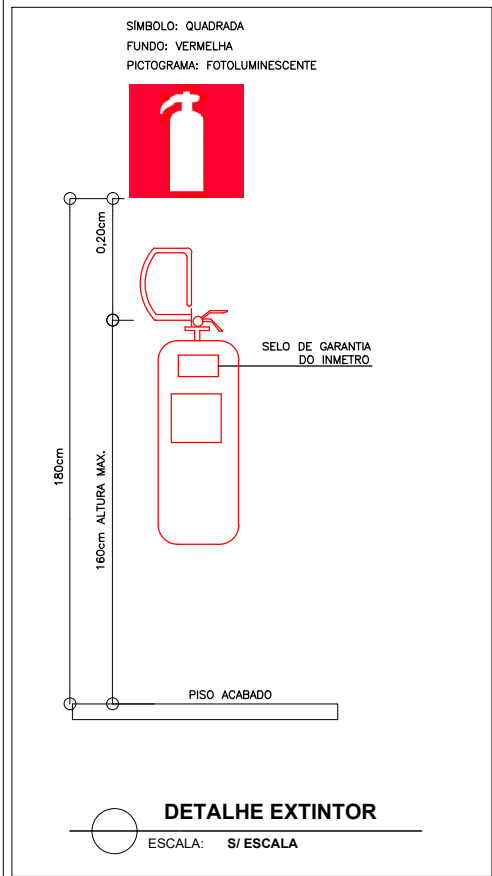 SÍMBOLO: QUADRADA
FUNDO: VERMELHA
PICTOGRAMA: FOTOLUMINESCENTE
0,20cm
SELO DE GARANTIA
DO INMETRO
180cm
160cm ALTURA MAX.
PISO ACABADO
DETALHE EXTINTOR
ESCALA: S/ ESCALA